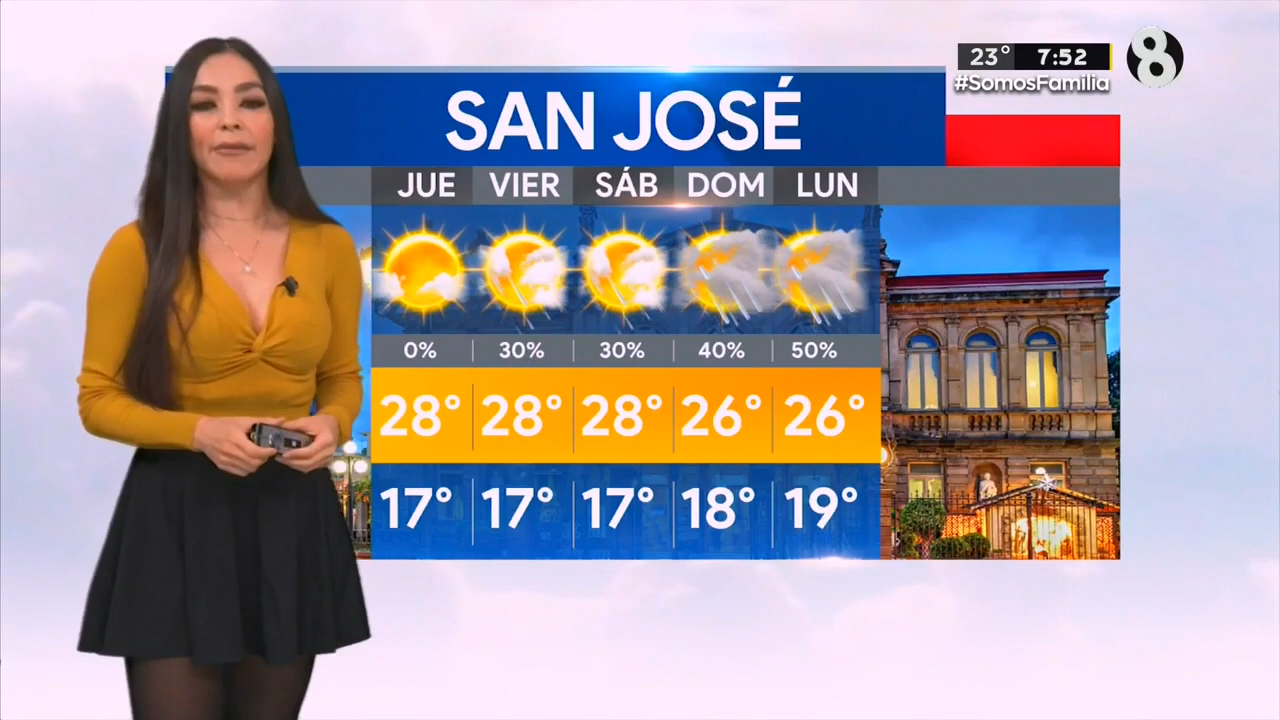 23° 7:52
8
#SomosFamilia
SAN JOSÉ
JUE VIER SÁB DOM LUN
0% 30% 30% 40% 50%
28° 28° 28° 26° 26°
17° 17° 17° 18° 19°